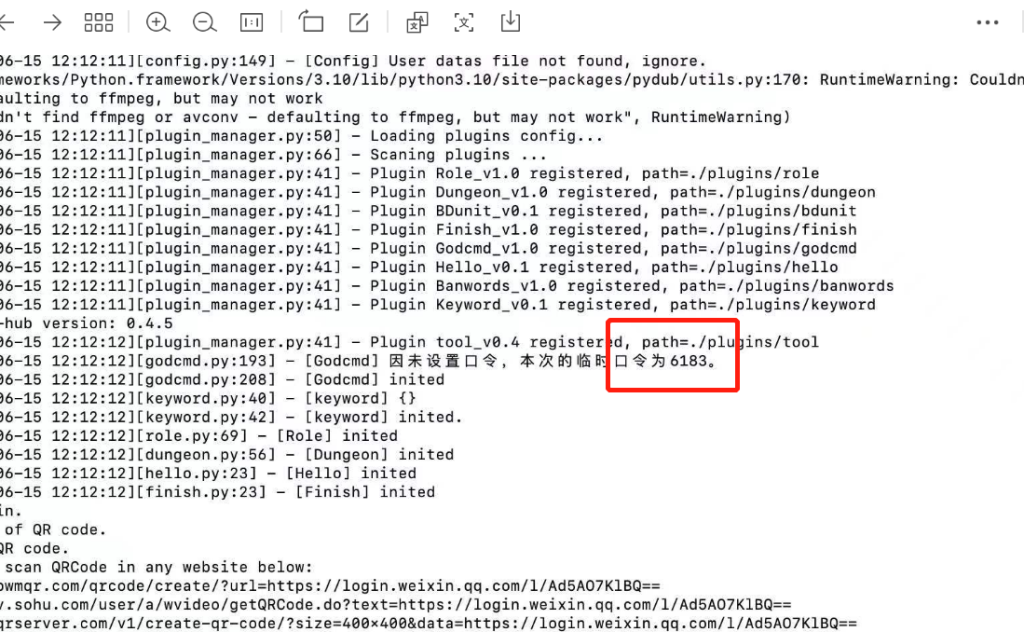 06-15 12:12:11][config.py:149] - [Config] User datas file not found, ignore.
meworks/Python.framework/Versions/3.10/lib/python3.10/site-packages/pydub/utils.py:170: RuntimeWarning: Couldn
aulting to ffmpeg, but may not work
dn't find ffmpeg or avconv - defaulting to ffmpeg, but may not work", RuntimeWarning)
06-15 12:12:11][plugin_manager.py:50] - Loading plugins config...
06-15 12:12:11][plugin_manager.py:66] - Scaning plugins ...
06-15 12:12:11][plugin_manager.py:41] - Plugin Role_v1.0 registered, path=./plugins/role
06-15 12:12:11][plugin_manager.py:41] - Plugin Dungeon_v1.0 registered, path=./plugins/dungeon
06-15 12:12:11][plugin_manager.py:41] - Plugin BDunit_v0.1 registered, path=./plugins/bdunit
06-15 12:12:11][plugin_manager.py:41] - Plugin Finish_v1.0 registered, path=./plugins/finish
06-15 12:12:11][plugin_manager.py:41] - Plugin Godcmd_v1.0 registered, path=./plugins/godcmd
06-15 12:12:11][plugin_manager.py:41] - Plugin Hello_v0.1 registered, path=./plugins/hello
06-15 12:12:11][plugin_manager.py:41] - Plugin Banwords_v1.0 registered, path=./plugins/banwords
06-15 12:12:11][plugin_manager.py:41] - Plugin Keyword_v0.1 registered, path=./plugins/keyword
-hub version: 0.4.5
06-15 12:12:12][plugin_manager.py:41] - Plugin tool_v0.4 registered, path=./plugins/tool
06-15 12:12:12][godcmd.py:193] - [Godcmd] 因未设置口令，本次的临时口令为6183。
06-15 12:12:12][godcmd.py:208] - [Godcmd] inited
06-15 12:12:12][keyword.py:40] - [keyword] {}
06-15 12:12:12][keyword.py:42] - [keyword] inited.
06-15 12:12:12][role.py:69] - [Role] inited
06-15 12:12:12][dungeon.py:56] - [Dungeon] inited
06-15 12:12:12][hello.py:23] - [Hello] inited
06-15 12:12:12][finish.py:23] - [Finish] inited
in.
of QR code.
QR code.
scan QRCode in any website below:
pwmqr.com/qrcode/create/?url=https://login.weixin.qq.com/l/Ad5AO7KlBQ==
v.sohu.com/user/a/wvideo/getQRCode.do?text=https://login.weixin.qq.com/l/Ad5AO7KlBQ==
qrserver.com/v1/create-qr-code/?size=400×400&data=https://login.weixin.qq.com/l/Ad5AO7KlBQ==